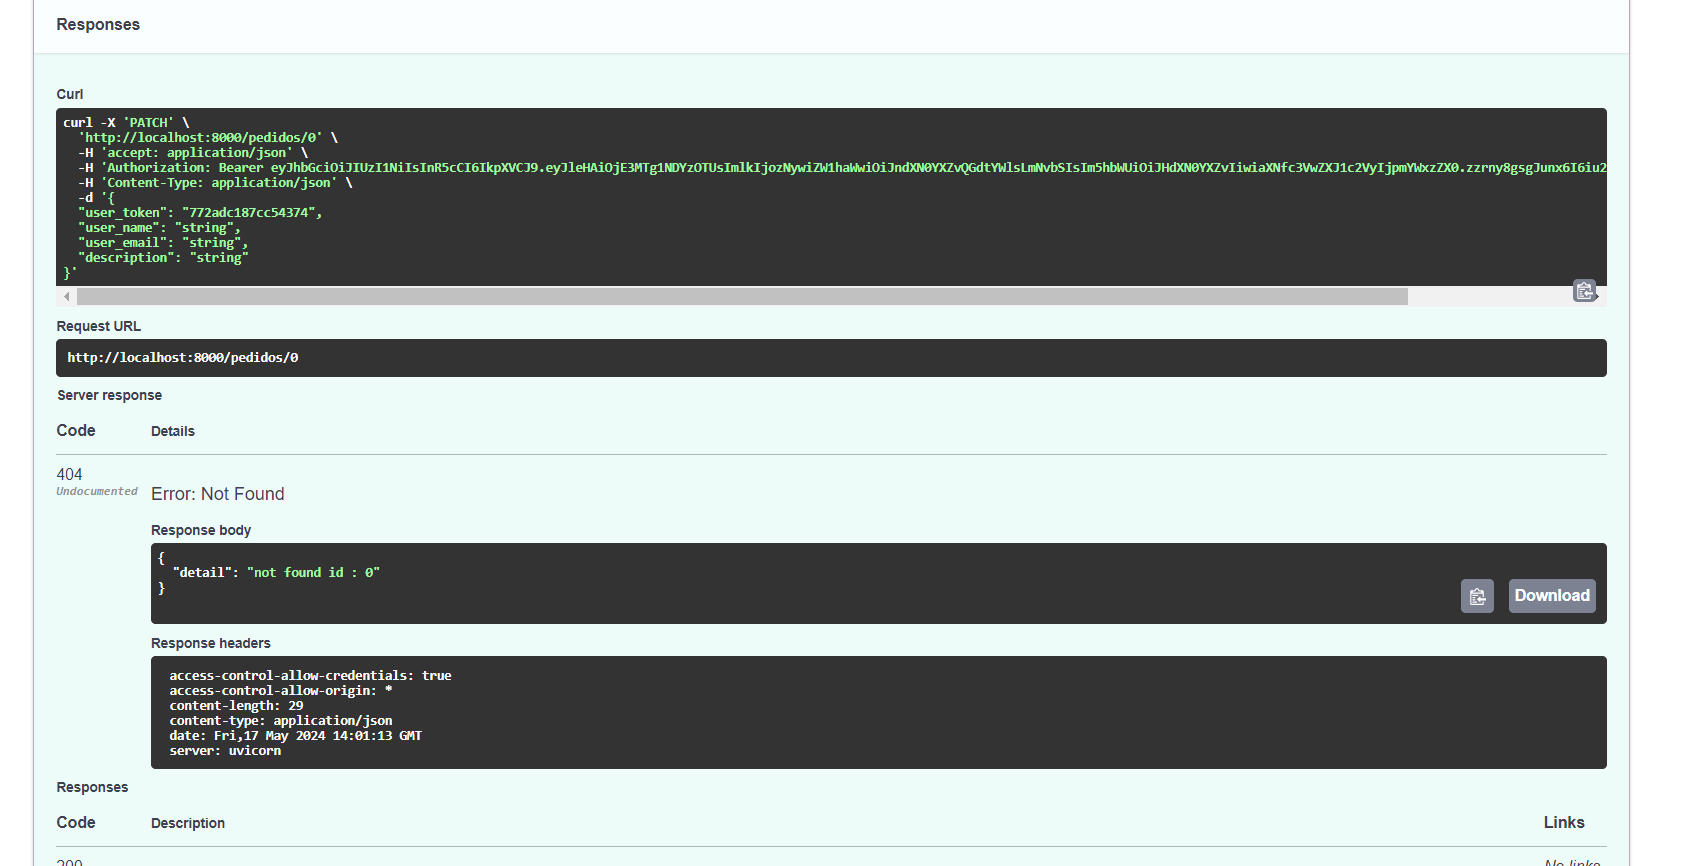 Responses
Curl
curl -X 'PATCH' \
'http://localhost:8000/pedidos/0' \
-H 'accept: application/json' \
-H 'Authorization: Bearer eyJhbGciOiJIUzI1NiIsInR5cCI6IkpXVCJ9.eyJleHAiOjE3MTg1NDYzOTUsImlkIjozNywiZW1haWwiOiJndXN0YXZvQGdtYWlsLmNvbSIsIm5hbWUiOiJHdXN0YXZvIiwiaXNfc3VwZXJ1c2VyIjpmYWxzZX0.zzrny8gsgJunx6I6iu2
-H 'Content-Type: application/json' \
-d '{
"user_token": "772adc187cc54374",
"user_name": "string",
"user_email": "string",
"description": "string"
}'
Request URL
http://localhost:8000/pedidos/0
Server response
Code Details
404
Undocumented
Error: Not Found
Response body
{
"detail": "not found id : 0"
}
Download
Response headers
access-control-allow-credentials: true
access-control-allow-origin: *
content-length: 29
content-type: application/json
date: Fri,17 May 2024 14:01:13 GMT
server: uvicorn
Responses
Code Description Links
200 No links